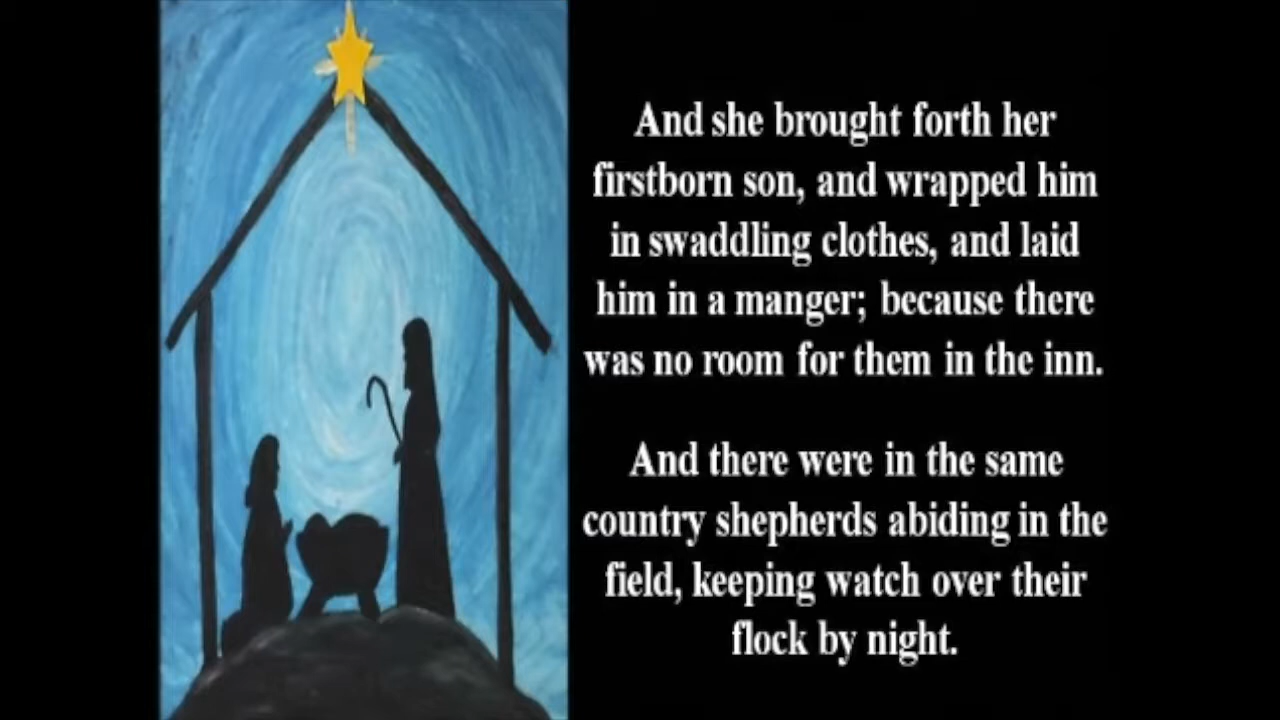 And she brought forth her
firstborn son, and wrapped him
in swaddling clothes, and laid
him in a manger; because there
was no room for them in the inn.
And there were in the same
country shepherds abiding in the
field, keeping watch over their
flock by night.